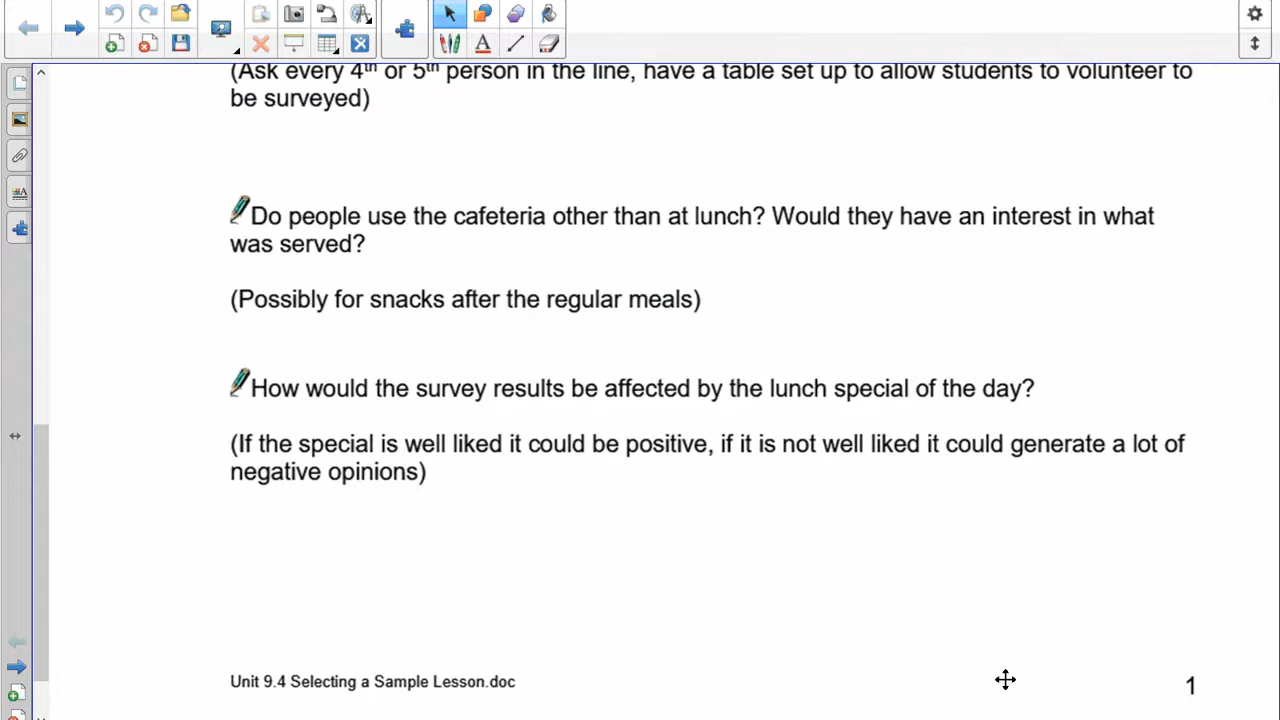 (Ask every 4th or 5th person in the line, have a table set up to allow students to volunteer to
be surveyed)
Do people use the cafeteria other than at lunch? Would they have an interest in what
was served?
(Possibly for snacks after the regular meals)
How would the survey results be affected by the lunch special of the day?
(If the special is well liked it could be positive, if it is not well liked it could generate a lot of
negative opinions)
Unit 9.4 Selecting a Sample Lesson.doc
1